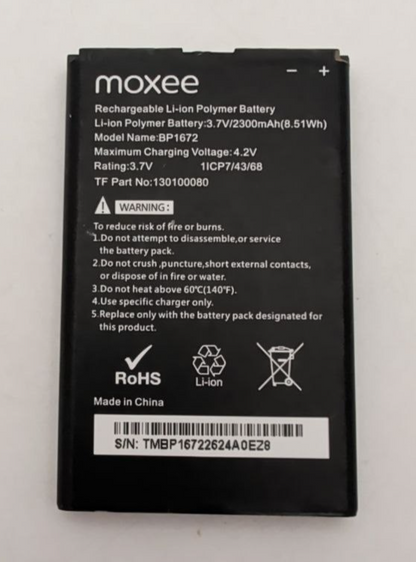 moxee
− +
Rechargeable Li-ion Polymer Battery
Li-ion Polymer Battery:3.7V/2300mAh(8.51Wh)
Model Name:BP1672
Maximum Charging Voltage:4.2V
Rating:3.7V 1ICP7/43/68
TF Part No:130100080
WARNING:
To reduce risk of fire or burns.
1.Do not attempt to disassemble,or service
the battery pack.
2.Do not crush ,puncture,short external contacts,
or dispose of in fire or water.
3.Do not heat above 60℃(140℉).
4.Use specific charger only.
5.Replace only with the battery pack designated for
this product.
RoHS
Li-ion
Made in China
S/N: TMBP16722624A0EZ8